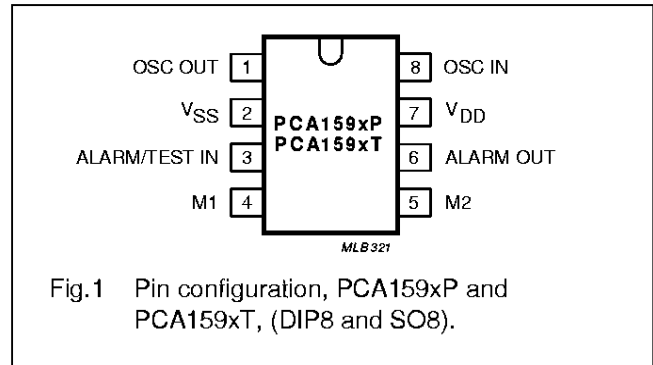 OSC OUT 1 8 OSC IN
VSS 2 7 VDD
PCA159xP
PCA159xT
ALARM/TEST IN 3 6 ALARM OUT
M1 4 5 M2
MLB321
Fig.1 Pin configuration, PCA159xP and
PCA159xT, (DIP8 and SO8).